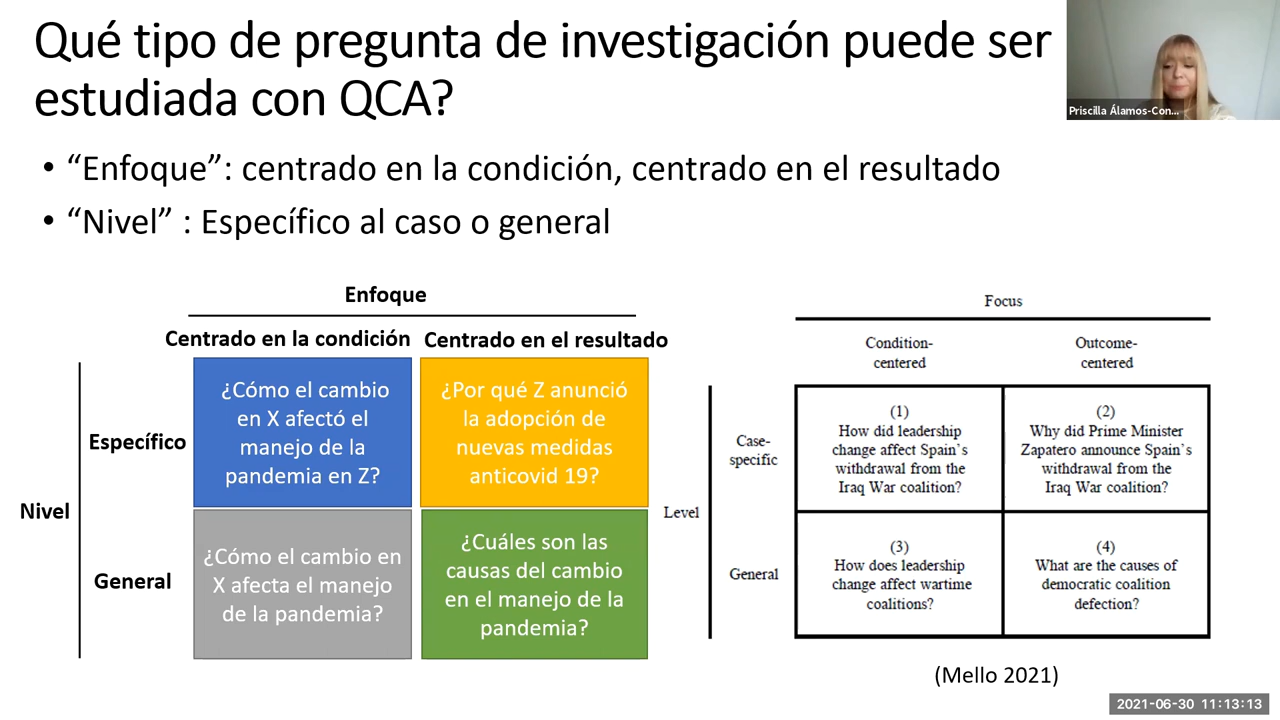 Qué tipo de pregunta de investigación puede ser
estudiada con QCA?
Priscilla Álamos-Con...
• “Enfoque”: centrado en la condición, centrado en el resultado
• “Nivel” : Específico al caso o general
Enfoque
Centrado en la condición
Centrado en el resultado
Nivel
Específico
¿Cómo el cambio
en X afectó el
manejo de la
pandemia en Z?
¿Por qué Z anunció
la adopción de
nuevas medidas
anticovid 19?
General
¿Cómo el cambio en
X afecta el manejo
de la pandemia?
¿Cuáles son las
causas del cambio
en el manejo de la
pandemia?
Focus
Condition-
centered
Outcome-
centered
Level
Case-
specific
(1)
How did leadership
change affect Spain’s
withdrawal from the
Iraq War coalition?
(2)
Why did Prime Minister
Zapatero announce Spain’s
withdrawal from the
Iraq War coalition?
General
(3)
How does leadership
change affect wartime
coalitions?
(4)
What are the causes of
democratic coalition
defection?
(Mello 2021)
2021-06-30 11:13:13